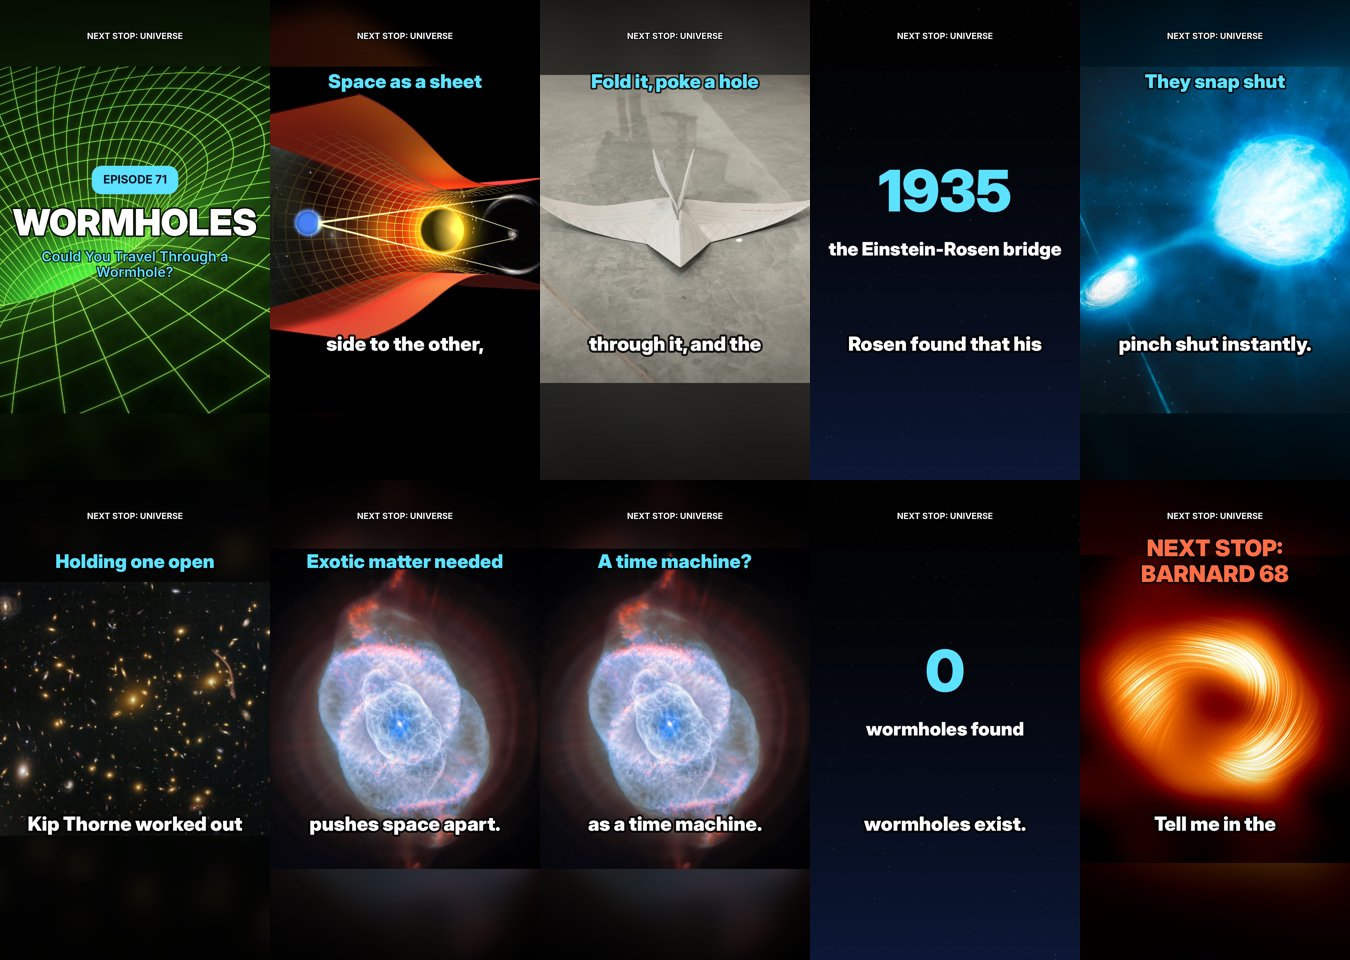 NEXT STOP: UNIVERSE
EPISODE 71
WORMHOLES
Could You Travel Through a
Wormhole?
NEXT STOP: UNIVERSE
Space as a sheet
side to the other,
NEXT STOP: UNIVERSE
Fold it, poke a hole
through it, and the
NEXT STOP: UNIVERSE
1935
the Einstein-Rosen bridge
Rosen found that his
NEXT STOP: UNIVERSE
They snap shut
pinch shut instantly.
NEXT STOP: UNIVERSE
Holding one open
Kip Thorne worked out
NEXT STOP: UNIVERSE
Exotic matter needed
pushes space apart.
NEXT STOP: UNIVERSE
A time machine?
as a time machine.
NEXT STOP: UNIVERSE
0
wormholes found
wormholes exist.
NEXT STOP: UNIVERSE
NEXT STOP:
BARNARD 68
Tell me in the